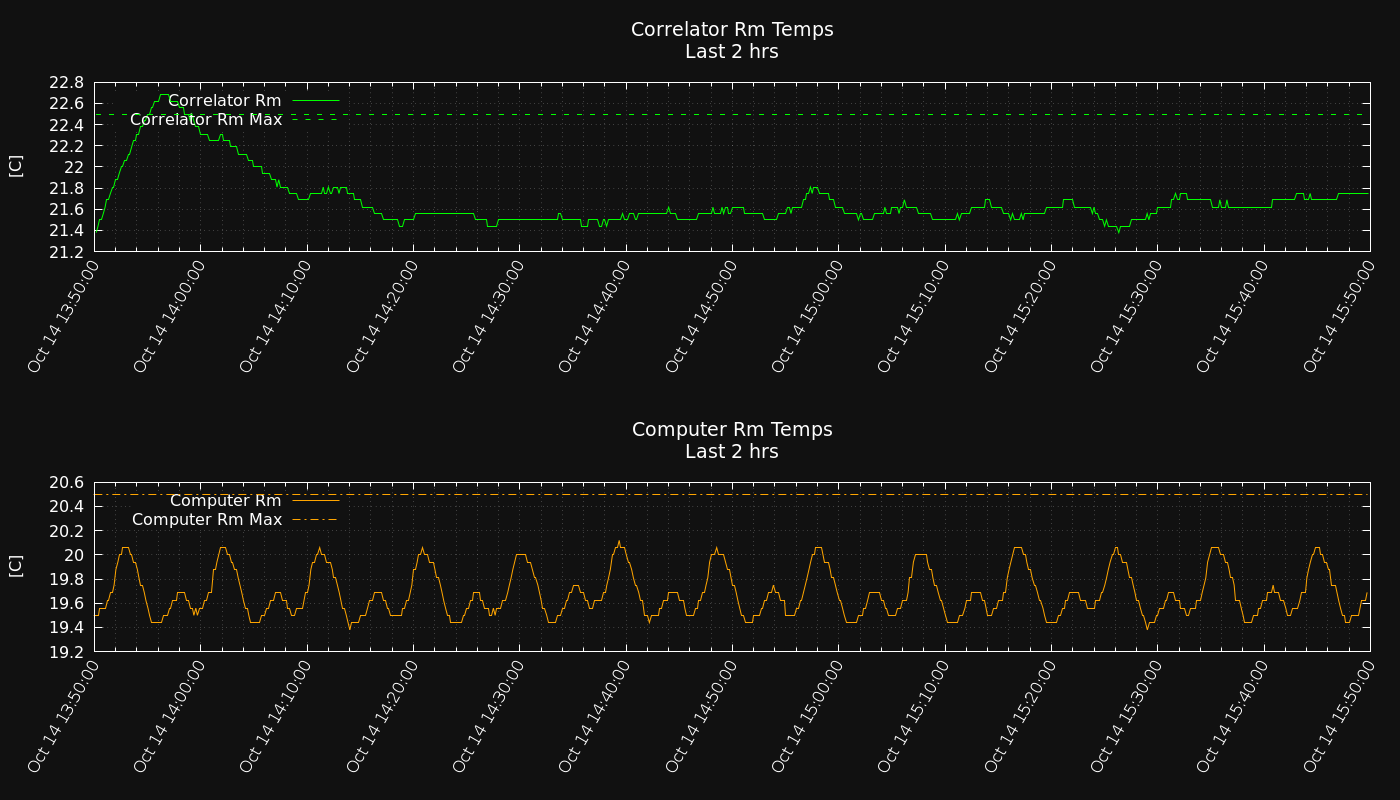 Correlator Rm Temps
Last 2 hrs
22.8
22.6
22.4
22.2
22
21.8
21.6
21.4
21.2
[C]
Correlator Rm
Correlator Rm Max
Oct 14 13:50:00
Oct 14 14:00:00
Oct 14 14:10:00
Oct 14 14:20:00
Oct 14 14:30:00
Oct 14 14:40:00
Oct 14 14:50:00
Oct 14 15:00:00
Oct 14 15:10:00
Oct 14 15:20:00
Oct 14 15:30:00
Oct 14 15:40:00
Oct 14 15:50:00
Computer Rm Temps
Last 2 hrs
20.6
20.4
20.2
20
19.8
19.6
19.4
19.2
[C]
Computer Rm
Computer Rm Max
Oct 14 13:50:00
Oct 14 14:00:00
Oct 14 14:10:00
Oct 14 14:20:00
Oct 14 14:30:00
Oct 14 14:40:00
Oct 14 14:50:00
Oct 14 15:00:00
Oct 14 15:10:00
Oct 14 15:20:00
Oct 14 15:30:00
Oct 14 15:40:00
Oct 14 15:50:00